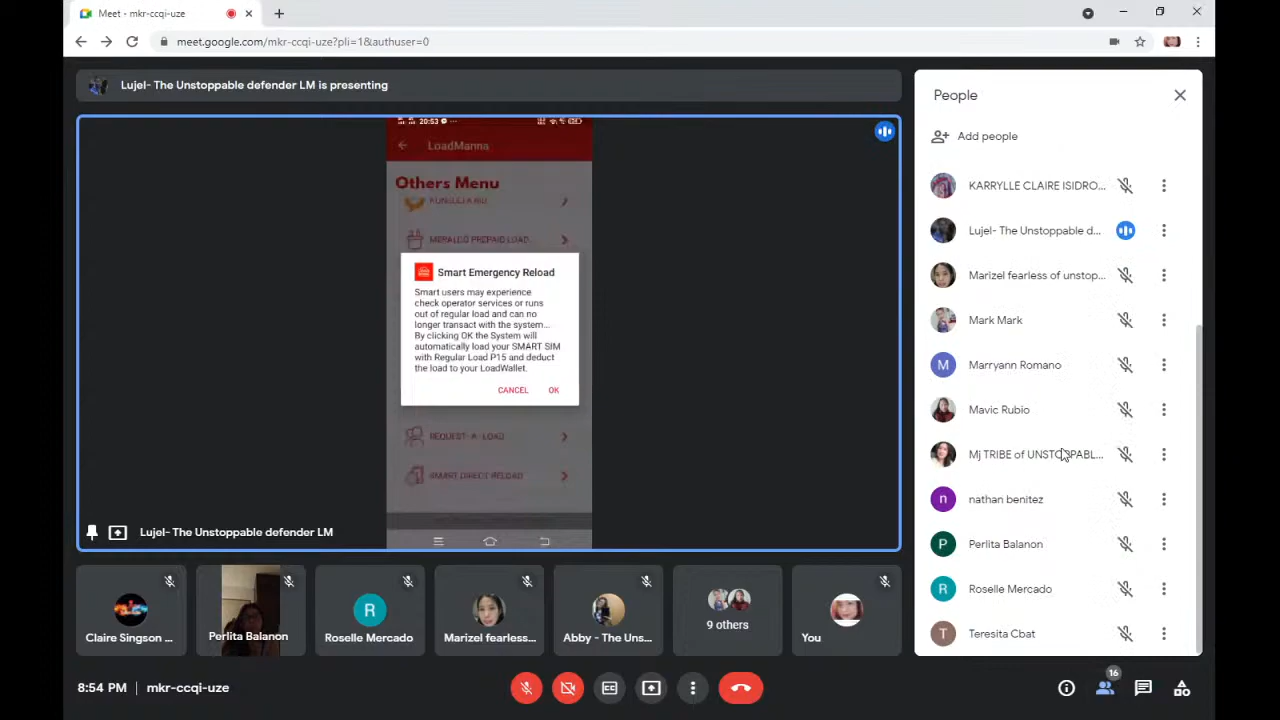 Meet - mkr-ccqi-uze
meet.google.com/mkr-ccqi-uze?pli=1&authuser=0
Lujel- The Unstoppable defender LM is presenting
20:53
LoadManna
Others Menu
MERALCO PREPAID LOAD
Smart Emergency Reload
Smart users may experience
check operator services or runs
out of regular load and can no
longer transact with the system...
By clicking OK the System will
automatically load your SMART SIM
with Regular Load P15 and deduct
the load to your LoadWallet.
CANCEL OK
REQUEST-A-LOAD
SMART DIRECT RELOAD
Lujel- The Unstoppable defender LM
Claire Singson ...
Perlita Balanon
R
Roselle Mercado
Marizel fearless...
Abby - The Uns...
9 others
You
8:54 PM | mkr-ccqi-uze
16
People
Add people
KARRYLLE CLAIRE ISIDRO...
Lujel- The Unstoppable d...
Marizel fearless of unstop...
Mark Mark
M Marryann Romano
Mavic Rubio
Mj TRIBE of UNSTOPPABL...
n nathan benitez
P Perlita Balanon
R Roselle Mercado
T Teresita Cbat